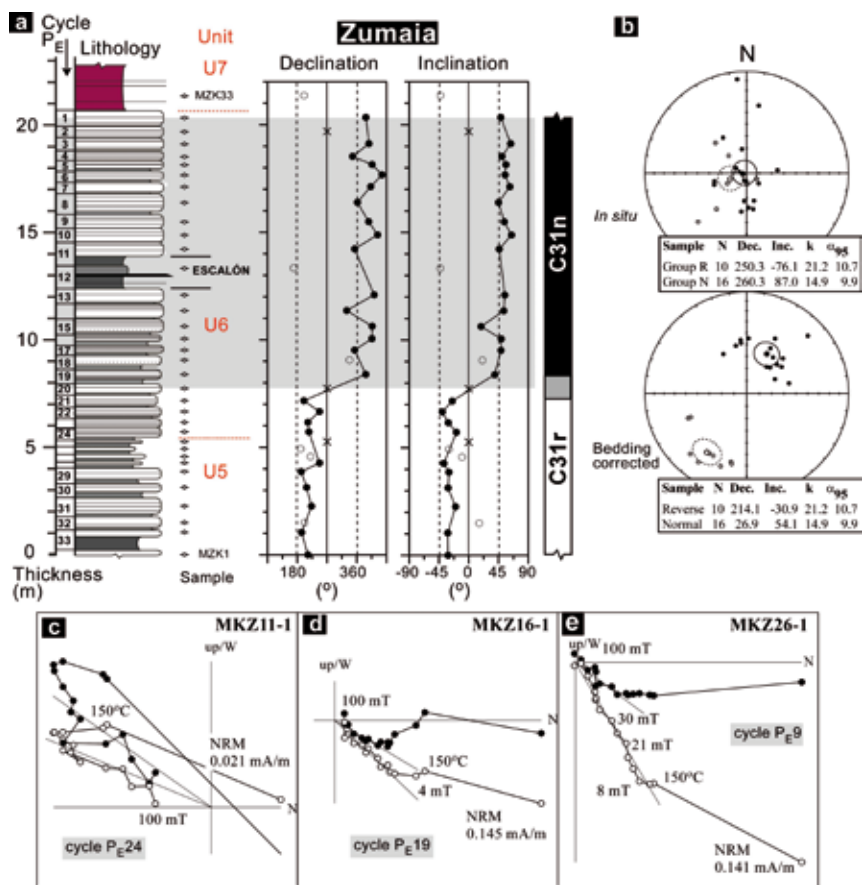 a
Cycle
PE
Lithology
Unit
Zumaia
U7
Declination
Inclination
MZK33
20
15
10
5
0
1
2
3
4
5
6
7
8
9
10
11
12
13
15
17
18
19
20
21
22
24
29
30
31
32
33
ESCALÓN
U6
U5
MZK1
C31n
C31r
Thickness
(m)
Sample
180
360
(º)
-90
-45
0
45
90
(º)
b
N
In situ
Sample N Dec. Inc. k α95
Group R 10 250.3 -76.1 21.2 10.7
Group N 16 260.3 87.0 14.9 9.9
Bedding
corrected
Sample N Dec. Inc. k α95
Reverse 10 214.1 -30.9 21.2 10.7
Normal 16 26.9 54.1 14.9 9.9
c
MKZ11-1
up/W
150ºC
NRM
0.021 mA/m
N
100 mT
cycle PE24
d
MKZ16-1
up/W
100 mT
N
150ºC
4 mT
NRM
0.145 mA/m
cycle PE19
e
MKZ26-1
up/W
100 mT
N
30 mT
cycle PE9
21 mT
150ºC
8 mT
NRM
0.141 mA/m